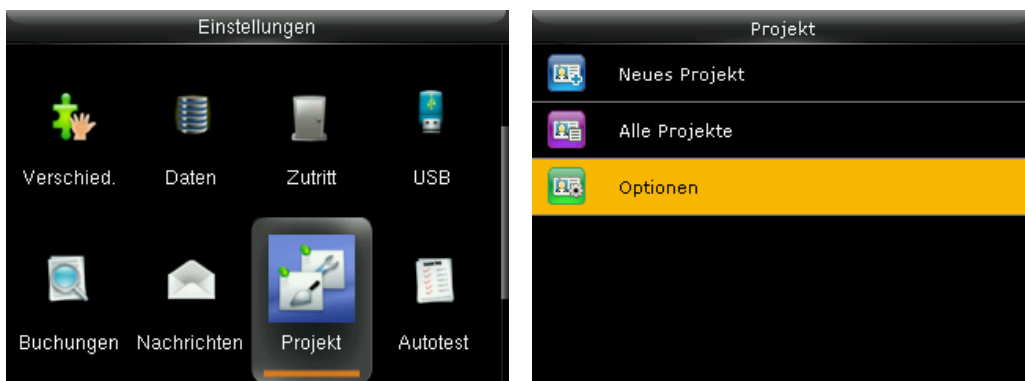 Einstellungen
Verschied. Daten Zutritt USB
Buchungen Nachrichten Projekt Autotest
Projekt
Neues Projekt
Alle Projekte
Optionen